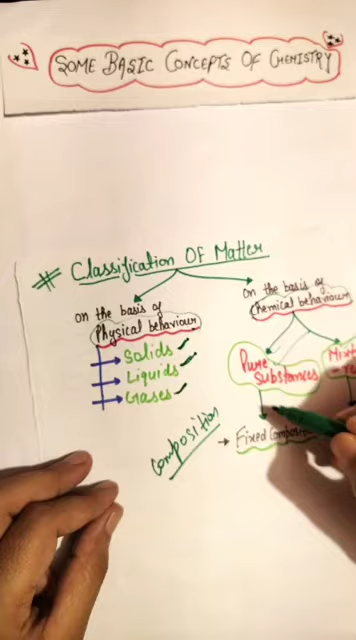 SOME BASIC CONCEPTS OF CHEMISTRY
# Classification OF Matter
on the basis of
Physical behaviour
Solids
Liquids
Gases
on the basis of
Chemical behaviour
Pure
Substances
composition
→ Fixed